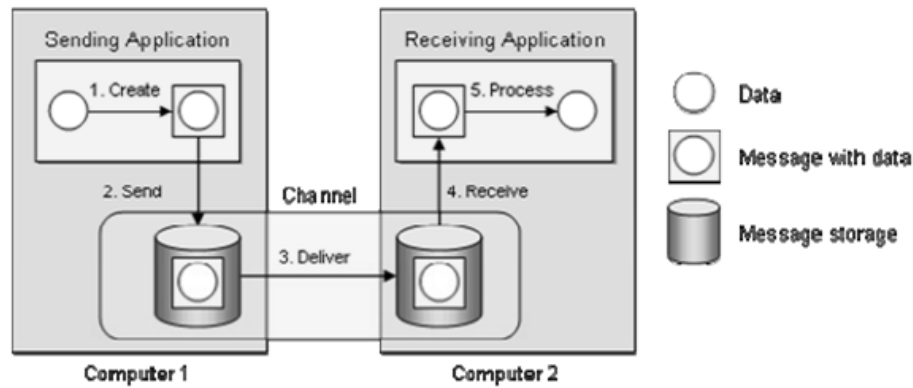 Sending Application
Receiving Application
1. Create
5. Process
Data
Message with data
2. Send
Channel
4. Receive
Message storage
3. Deliver
Computer 1
Computer 2